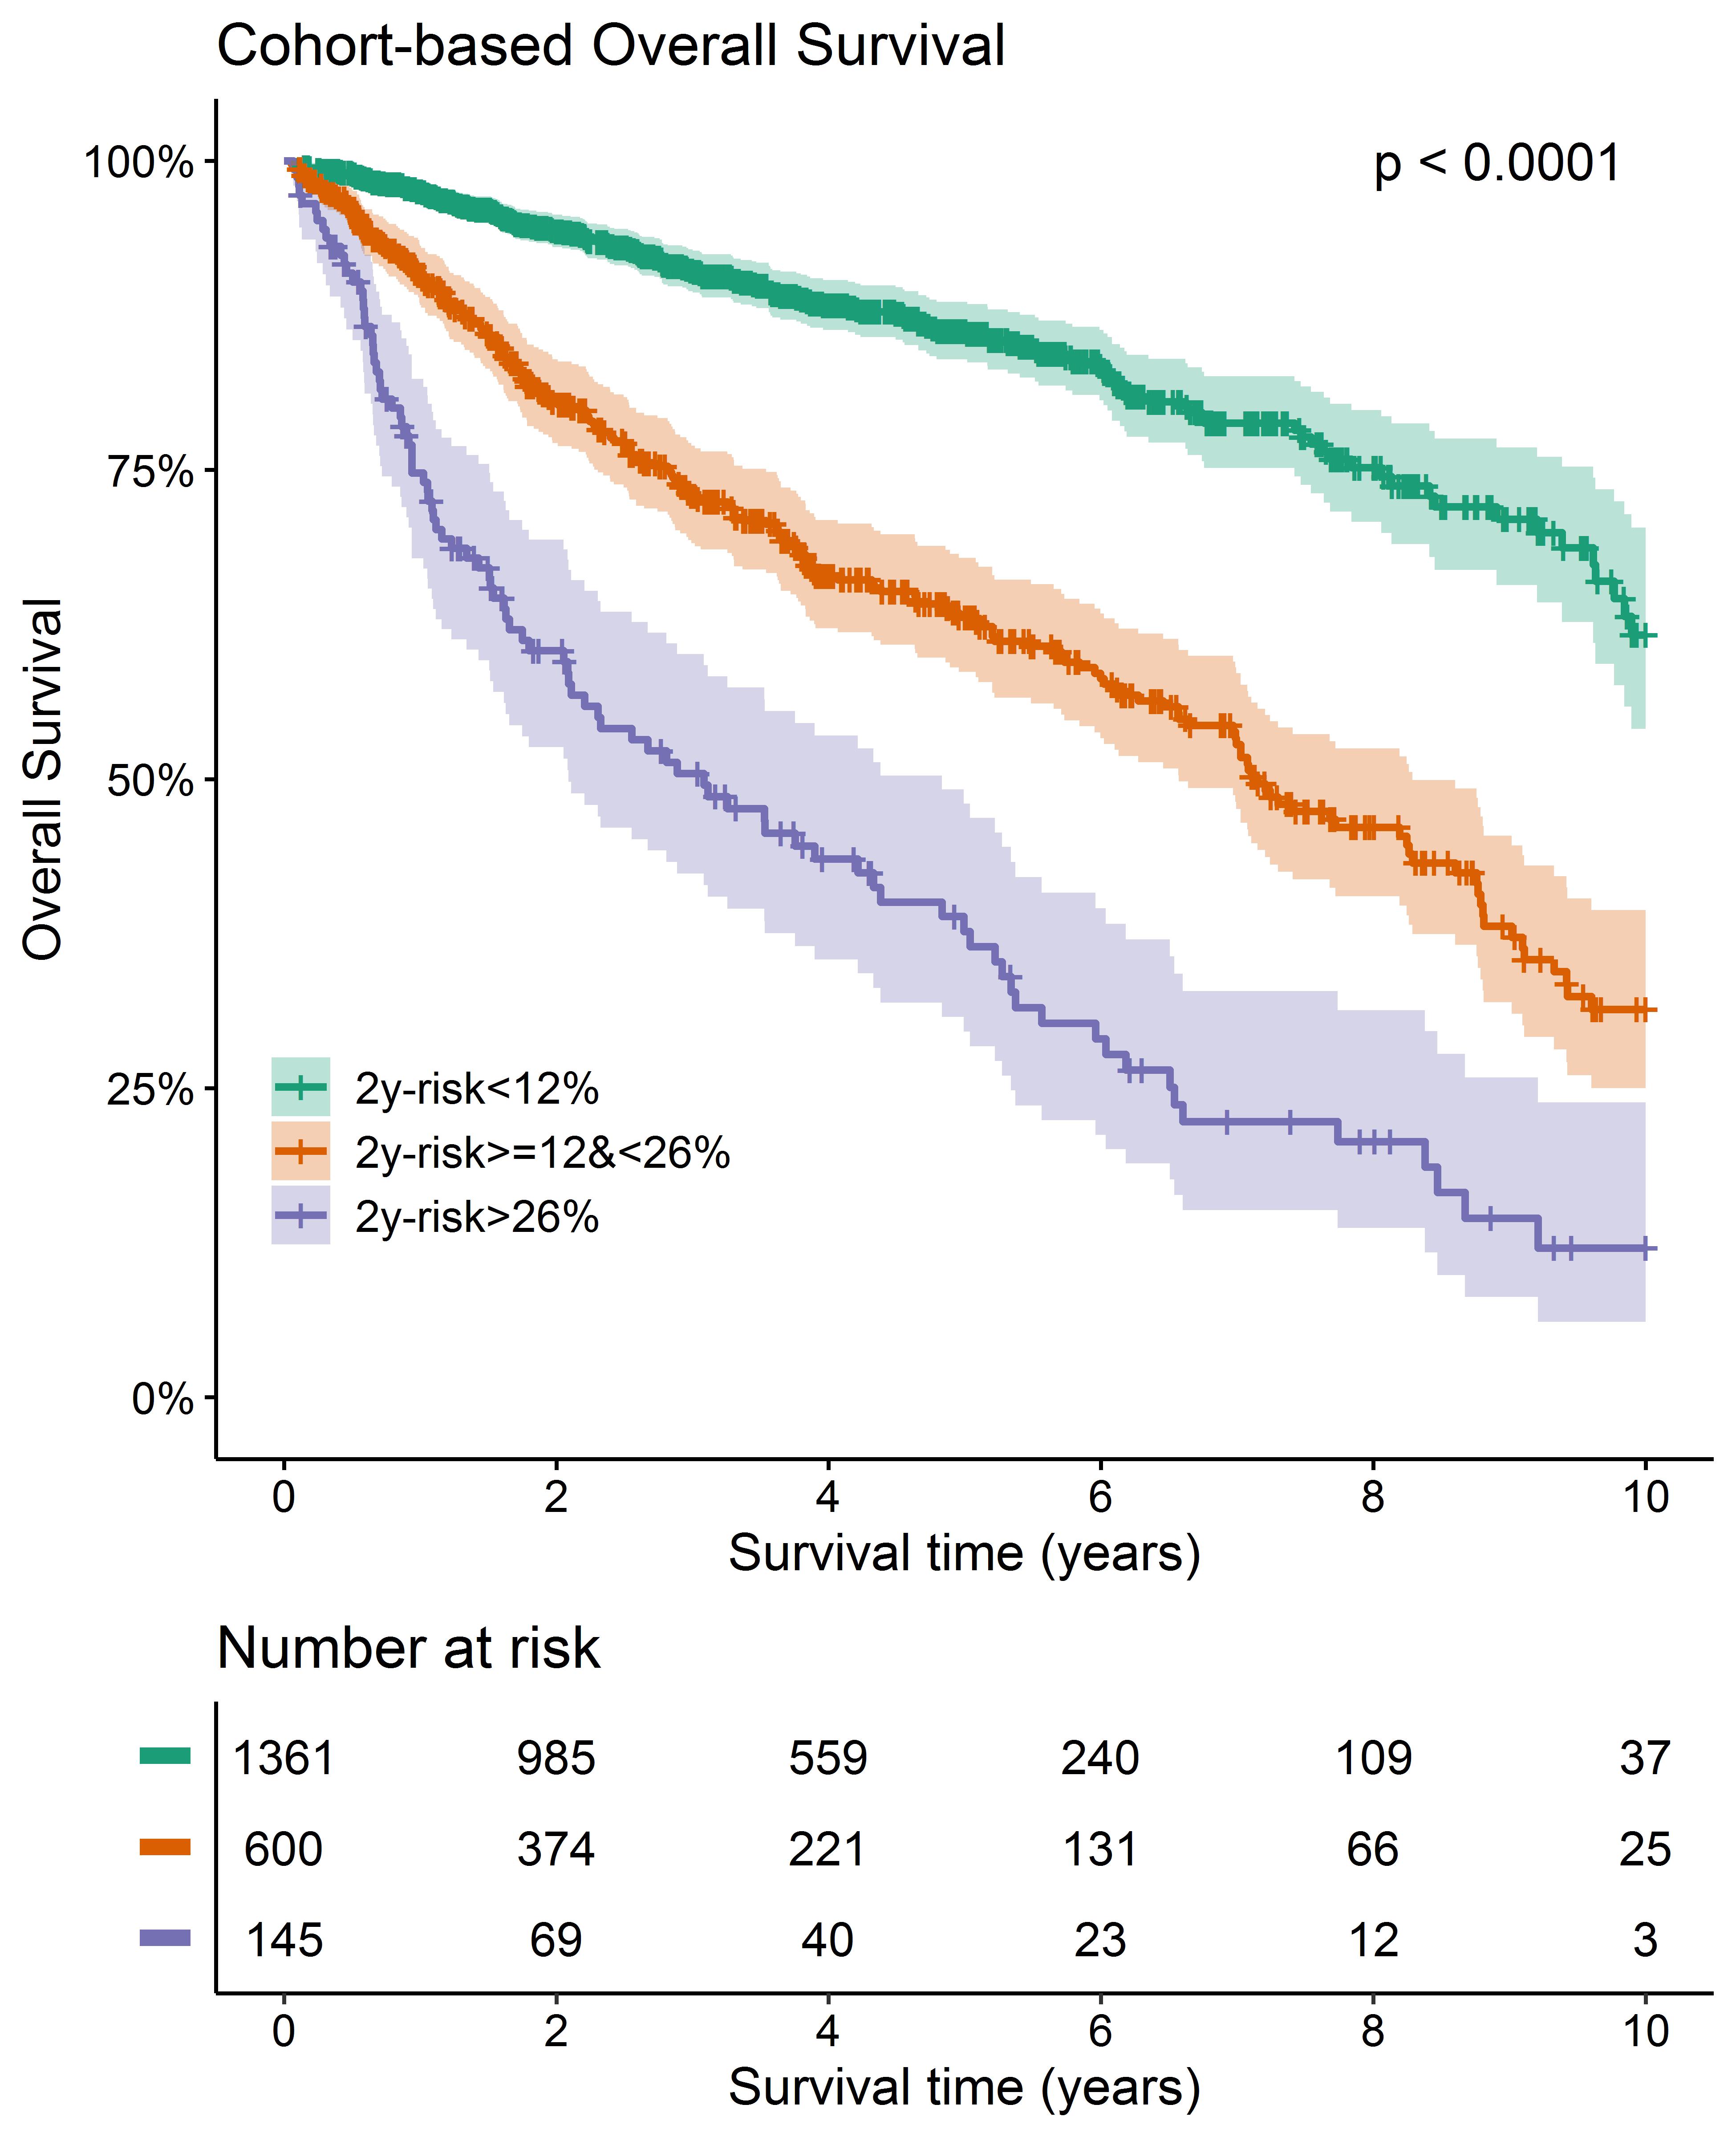 Cohort-based Overall Survival
p < 0.0001
100%
75%
50%
25%
0%
Overall Survival
2y-risk<12%
2y-risk>=12&<26%
2y-risk>26%
0 2 4 6 8 10
Survival time (years)
Number at risk
1361 985 559 240 109 37
600 374 221 131 66 25
145 69 40 23 12 3
0 2 4 6 8 10
Survival time (years)